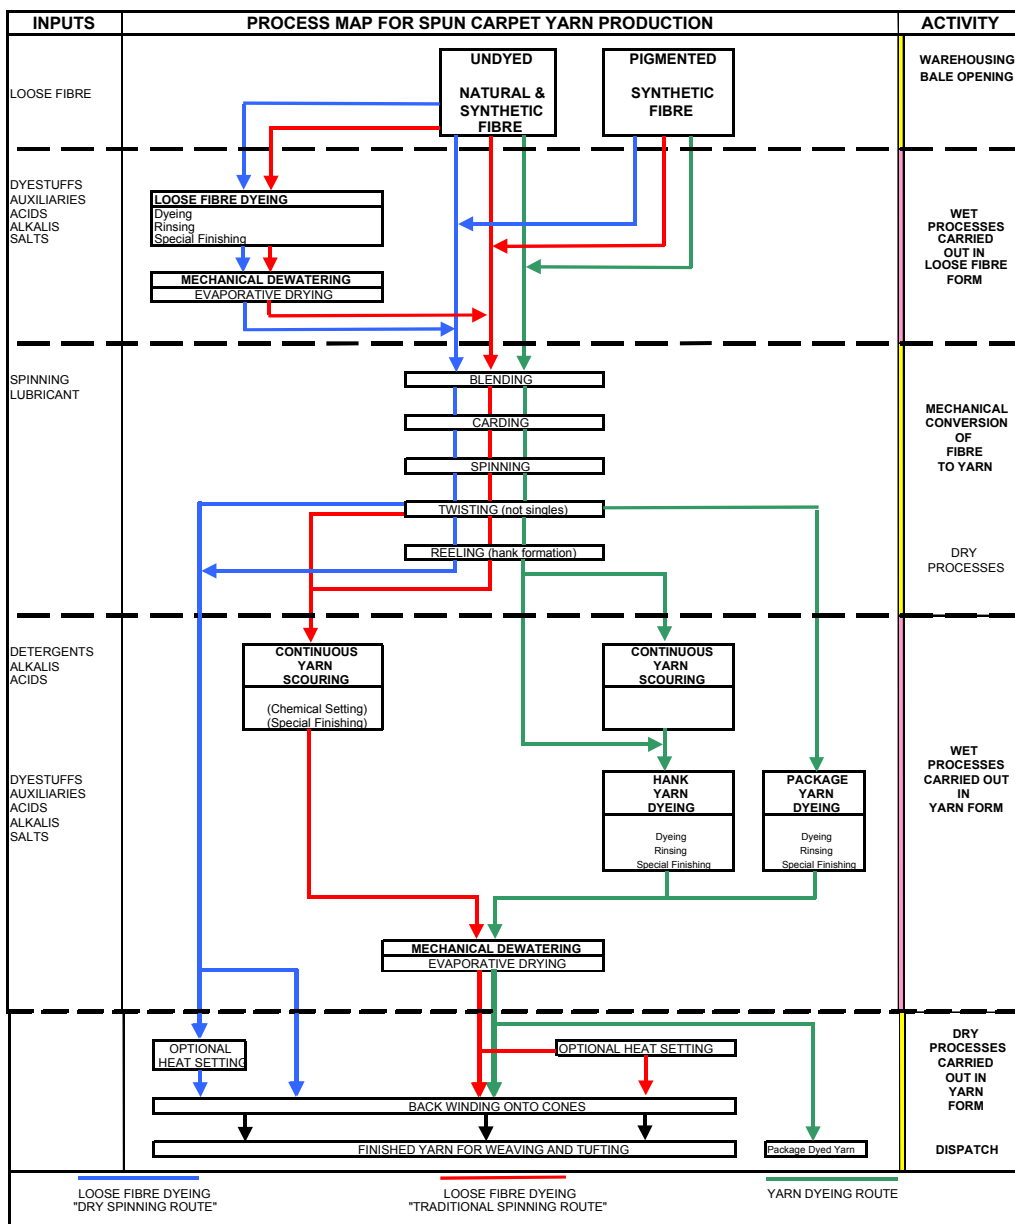 INPUTS
PROCESS MAP FOR SPUN CARPET YARN PRODUCTION
ACTIVITY
LOOSE FIBRE
UNDYED
NATURAL &
SYNTHETIC
FIBRE
PIGMENTED
SYNTHETIC
FIBRE
WAREHOUSING
BALE OPENING
DYESTUFFS
AUXILIARIES
ACIDS
ALKALIS
SALTS
LOOSE FIBRE DYEING
Dyeing
Rinsing
Special Finishing
MECHANICAL DEWATERING
EVAPORATIVE DRYING
WET
PROCESSES
CARRIED
OUT IN
LOOSE FIBRE
FORM
SPINNING
LUBRICANT
BLENDING
CARDING
SPINNING
TWISTING (not singles)
REELING (hank formation)
MECHANICAL
CONVERSION
OF
FIBRE
TO YARN
DRY
PROCESSES
DETERGENTS
ALKALIS
ACIDS
CONTINUOUS
YARN
SCOURING
(Chemical Setting)
(Special Finishing)
CONTINUOUS
YARN
SCOURING
DYESTUFFS
AUXILIARIES
ACIDS
ALKALIS
SALTS
HANK
YARN
DYEING
Dyeing
Rinsing
Special Finishing
PACKAGE
YARN
DYEING
Dyeing
Rinsing
Special Finishing
WET
PROCESSES
CARRIED OUT
IN
YARN FORM
MECHANICAL DEWATERING
EVAPORATIVE DRYING
OPTIONAL
HEAT SETTING
OPTIONAL HEAT SETTING
BACK WINDING ONTO CONES
FINISHED YARN FOR WEAVING AND TUFTING
Package Dyed Yarn
DRY
PROCESSES
CARRIED
OUT IN
YARN
FORM
DISPATCH
LOOSE FIBRE DYEING
"DRY SPINNING ROUTE"
LOOSE FIBRE DYEING
"TRADITIONAL SPINNING ROUTE"
YARN DYEING ROUTE